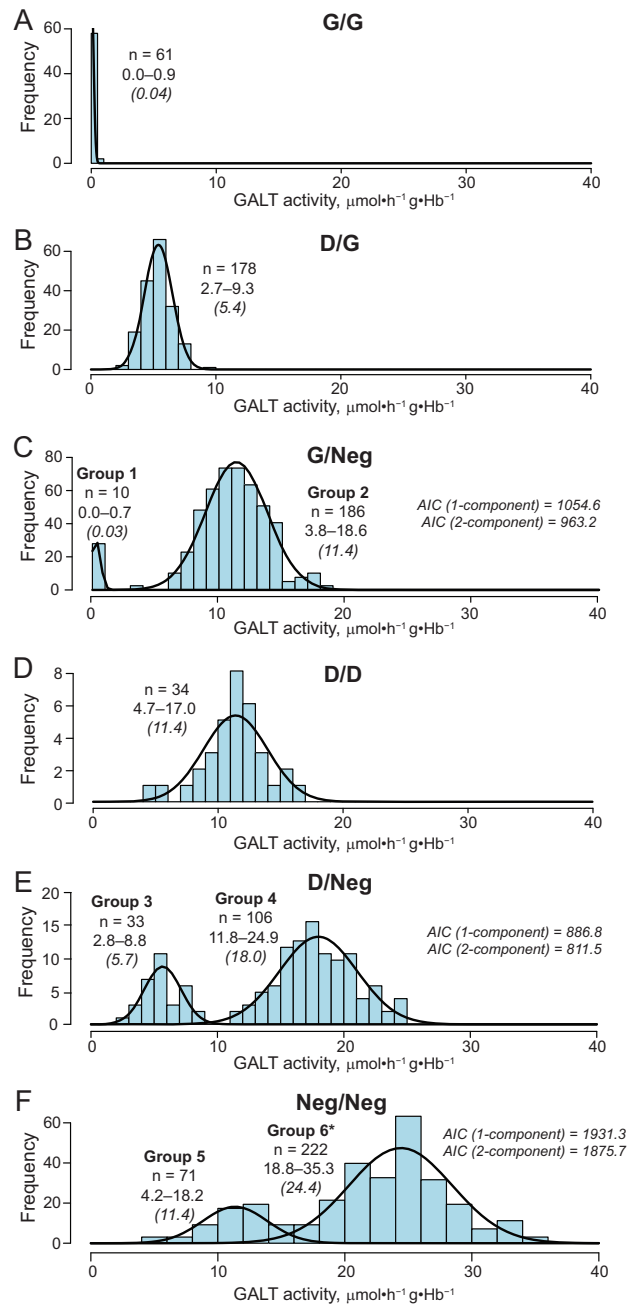 A
G/G
Frequency
60
40
20
0
n = 61
0.0–0.9
(0.04)
0 10 20 30 40
GALT activity, μmol•h⁻¹ g•Hb⁻¹
B
D/G
Frequency
60
40
20
0
n = 178
2.7–9.3
(5.4)
0 10 20 30 40
GALT activity, μmol•h⁻¹ g•Hb⁻¹
C
G/Neg
Frequency
80
60
40
20
0
Group 1
n = 10
0.0–0.7
(0.03)
Group 2
n = 186
3.8–18.6
(11.4)
AIC (1-component) = 1054.6
AIC (2-component) = 963.2
0 10 20 30 40
GALT activity, μmol•h⁻¹ g•Hb⁻¹
D
D/D
Frequency
8
6
4
2
0
n = 34
4.7–17.0
(11.4)
0 10 20 30 40
GALT activity, μmol•h⁻¹ g•Hb⁻¹
E
D/Neg
Frequency
20
15
10
5
0
Group 3
n = 33
2.8–8.8
(5.7)
Group 4
n = 106
11.8–24.9
(18.0)
AIC (1-component) = 886.8
AIC (2-component) = 811.5
0 10 20 30 40
GALT activity, μmol•h⁻¹ g•Hb⁻¹
F
Neg/Neg
Frequency
60
40
20
0
Group 5
n = 71
4.2–18.2
(11.4)
Group 6*
n = 222
18.8–35.3
(24.4)
AIC (1-component) = 1931.3
AIC (2-component) = 1875.7
0 10 20 30 40
GALT activity, μmol•h⁻¹ g•Hb⁻¹